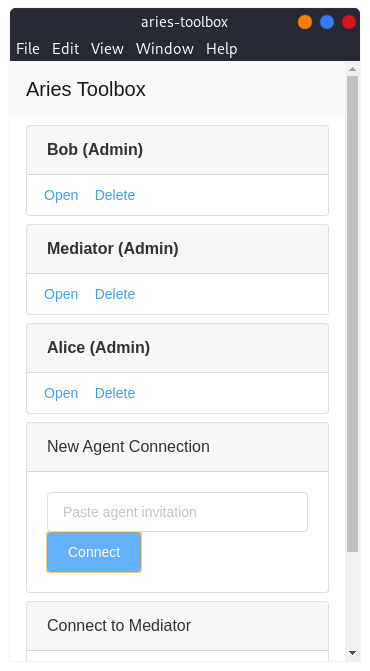 aries-toolbox
File Edit View Window Help
Aries Toolbox
Bob (Admin)
Open Delete
Mediator (Admin)
Open Delete
Alice (Admin)
Open Delete
New Agent Connection
Paste agent invitation
Connect
Connect to Mediator